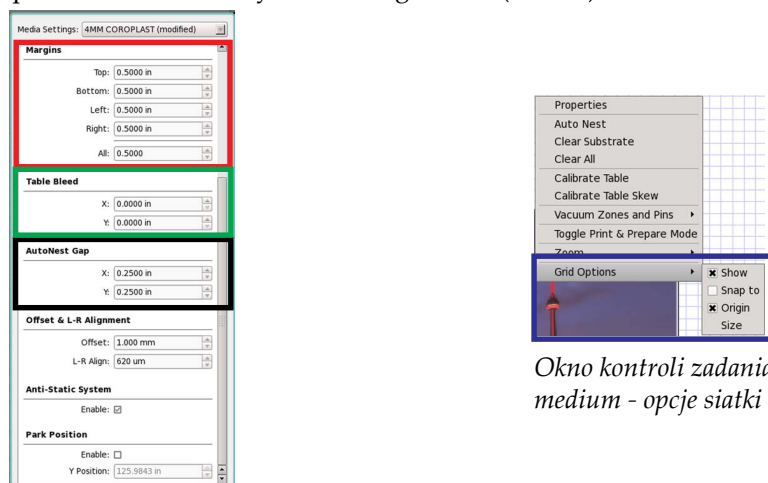 Media Settings: 4MM COROPLAST (modified)
Margins
Top: 0.5000 in
Bottom: 0.5000 in
Left: 0.5000 in
Right: 0.5000 in
All: 0.5000
Table Bleed
X: 0.0000 in
Y: 0.0000 in
AutoNest Gap
X: 0.2500 in
Y: 0.2500 in
Offset & L-R Alignment
Offset: 1.000 mm
L-R Align: 620 um
Anti-Static System
Enable:
Park Position
Enable:
Y Position: 125.9843 in
Properties
Auto Nest
Clear Substrate
Clear All
Calibrate Table
Calibrate Table Skew
Vacuum Zones and Pins
Toggle Print & Prepare Mode
Zoom
Grid Options
Show
Snap to
Origin
Size
Okno kontroli zadania
medium - opcje siatki